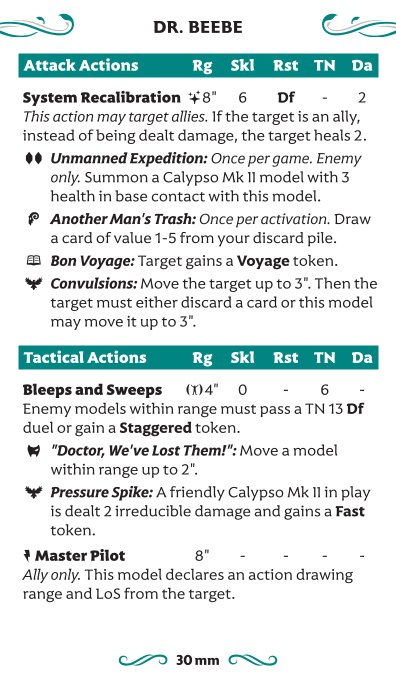 DR. BEEBE
Attack Actions Rg Skl Rst TN Da
System Recalibration 8" 6 Df - 2
This action may target allies. If the target is an ally,
instead of being dealt damage, the target heals 2.
Unmanned Expedition: Once per game. Enemy
only. Summon a Calypso Mk II model with 3
health in base contact with this model.
Another Man's Trash: Once per activation. Draw
a card of value 1-5 from your discard pile.
Bon Voyage: Target gains a Voyage token.
Convulsions: Move the target up to 3". Then the
target must either discard a card or this model
may move it up to 3".
Tactical Actions Rg Skl Rst TN Da
Bleeps and Sweeps 4" 0 - 6 -
Enemy models within range must pass a TN 13 Df
duel or gain a Staggered token.
"Doctor, We've Lost Them!": Move a model
within range up to 2".
Pressure Spike: A friendly Calypso Mk II in play
is dealt 2 irreducible damage and gains a Fast
token.
Master Pilot 8" - - - -
Ally only. This model declares an action drawing
range and LoS from the target.
30 mm